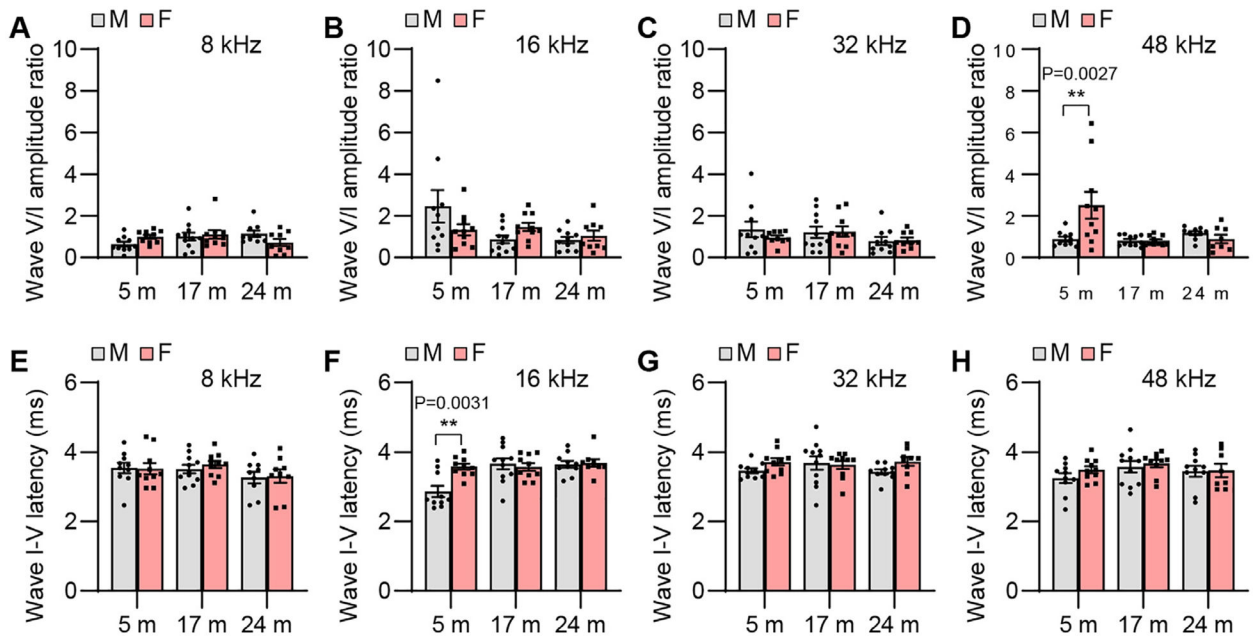 A
M F
8 kHz
Wave V/I amplitude ratio
10
8
6
4
2
0
5 m 17 m 24 m
B
M F
16 kHz
Wave V/I amplitude ratio
10
8
6
4
2
0
5 m 17 m 24 m
C
M F
32 kHz
Wave V/I amplitude ratio
10
8
6
4
2
0
5 m 17 m 24 m
D
M F
48 kHz
Wave V/I amplitude ratio
10
8
6
4
2
0
P=0.0027
**
5 m 17 m 24 m
E
M F
8 kHz
Wave I-V latency (ms)
6
4
2
0
5 m 17 m 24 m
F
M F
16 kHz
Wave I-V latency (ms)
6
4
2
0
P=0.0031
**
5 m 17 m 24 m
G
M F
32 kHz
Wave I-V latency (ms)
6
4
2
0
5 m 17 m 24 m
H
M F
48 kHz
Wave I-V latency (ms)
6
4
2
0
5 m 17 m 24 m